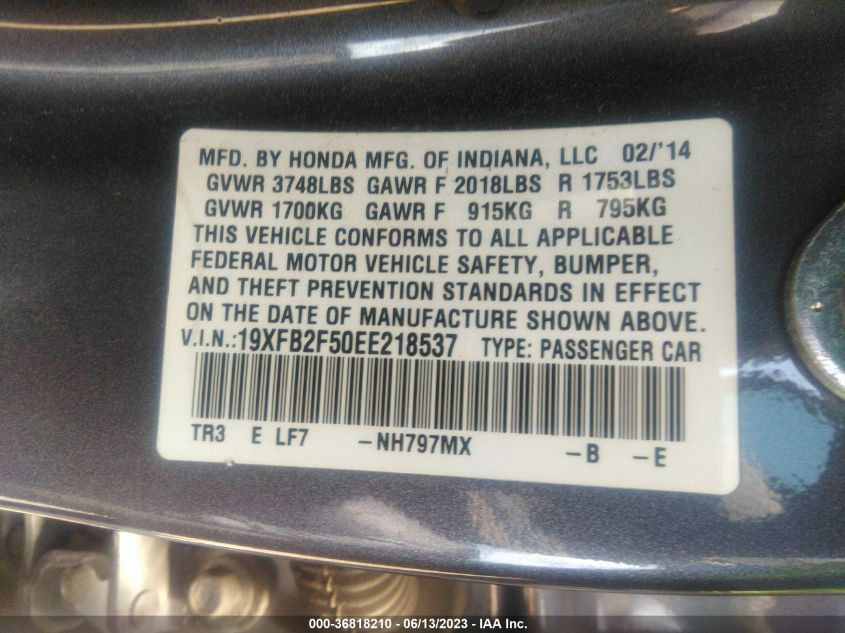 MFD. BY HONDA MFG. OF INDIANA, LLC 02/'14
GVWR 3748LBS GAWR F 2018LBS R 1753LBS
GVWR 1700KG GAWR F 915KG R 795KG
THIS VEHICLE CONFORMS TO ALL APPLICABLE
FEDERAL MOTOR VEHICLE SAFETY, BUMPER,
AND THEFT PREVENTION STANDARDS IN EFFECT
ON THE DATE OF MANUFACTURE SHOWN ABOVE.
V.I.N.:19XFB2F50EE218537 TYPE: PASSENGER CAR
TR3 E LF7 -NH797MX -B -E
000-36818210 - 06/13/2023 - IAA Inc.